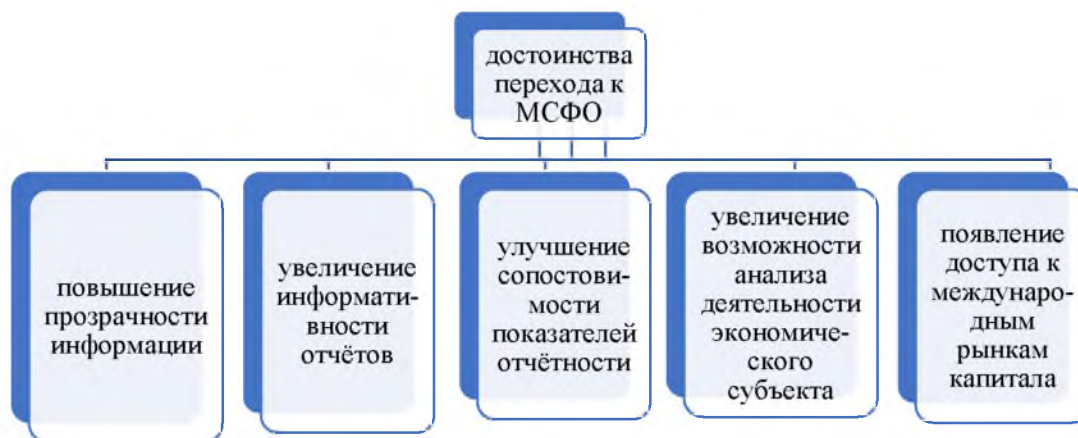 достоинства
перехода к
МСФО
повышение
прозрачности
информации
увеличение
информати-
вности
отчётов
улучшение
сопостови-
мости
показателей
отчётности
увеличение
возможности
анализа
деятельности
экономиче-
ского
субъекта
появление
доступа к
междунаро-
дным
рынкам
капитала